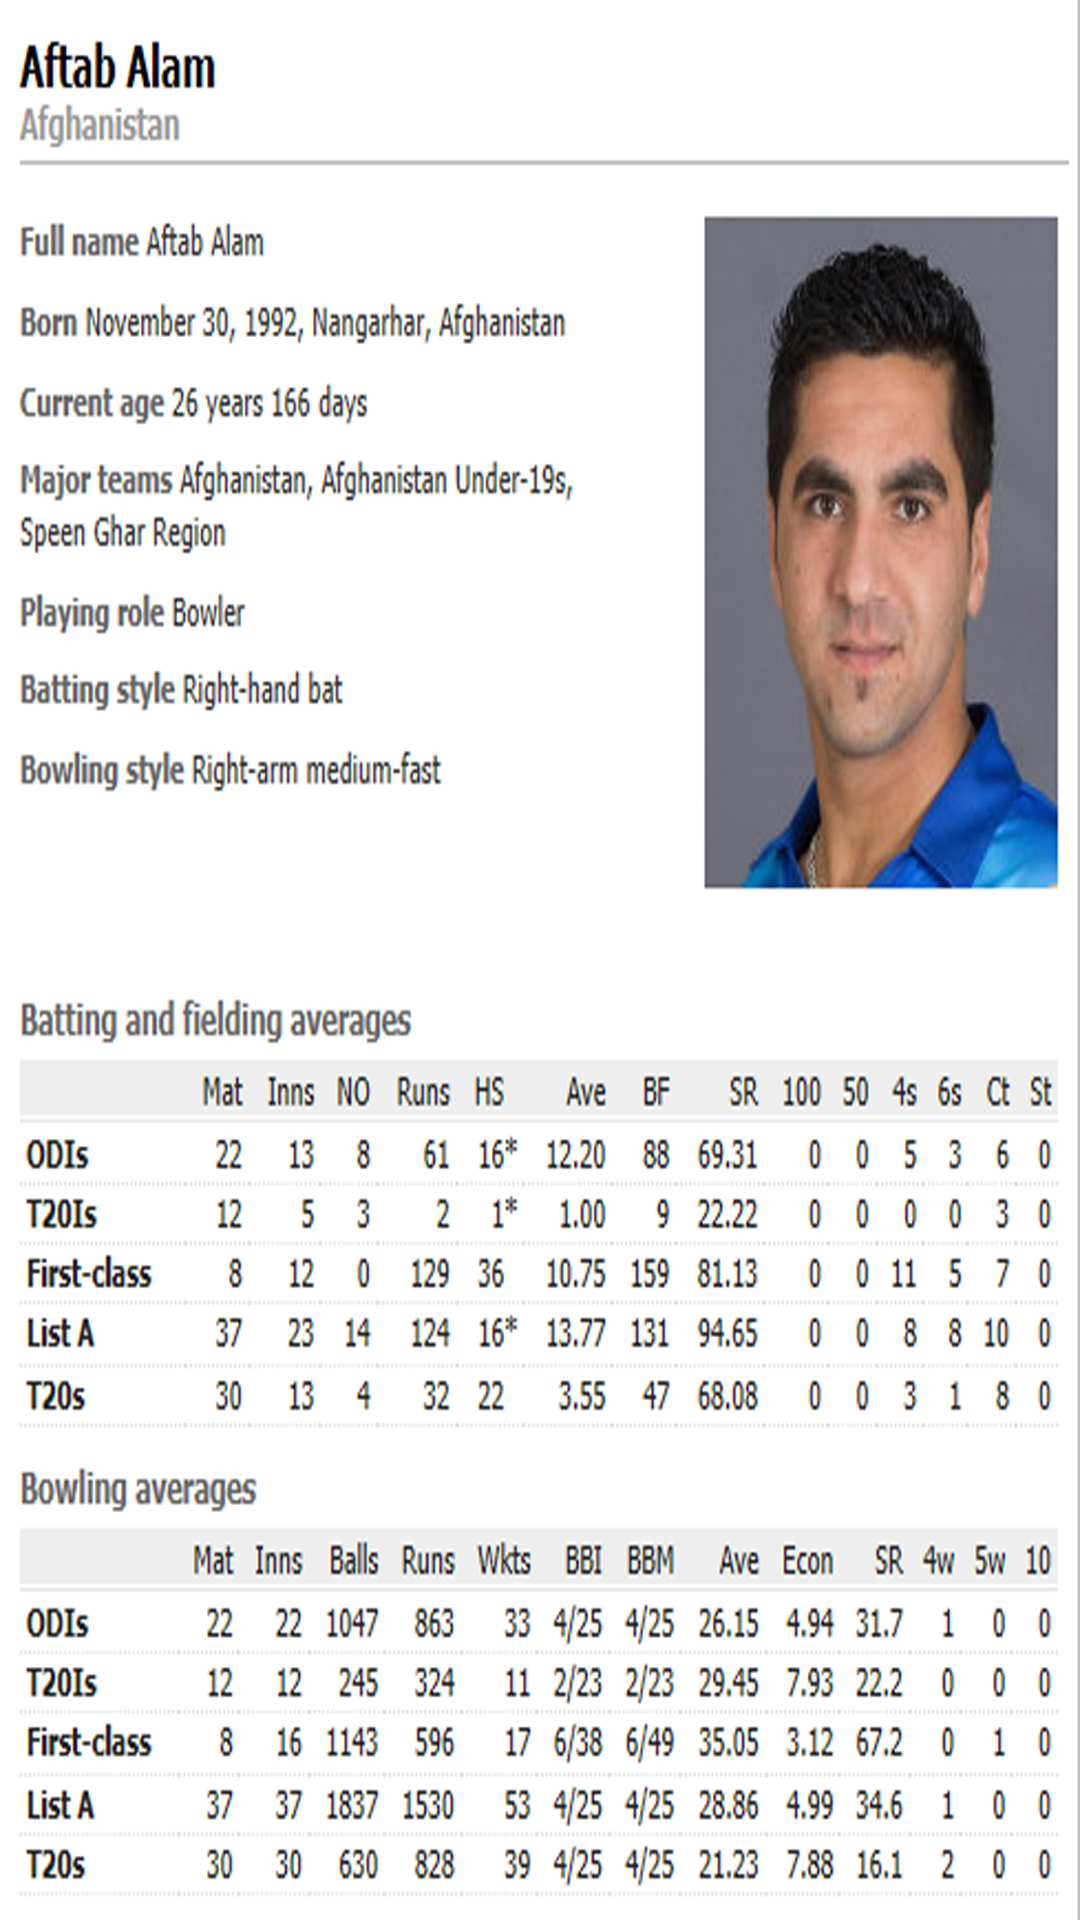 Aftab Alam
Afghanistan
Full name Aftab Alam
Born November 30, 1992, Nangarhar, Afghanistan
Current age 26 years 166 days
Major teams Afghanistan, Afghanistan Under-19s,
Speen Ghar Region
Playing role Bowler
Batting style Right-hand bat
Bowling style Right-arm medium-fast
Batting and fielding averages
Mat Inns NO Runs HS Ave BF SR 100 50 4s 6s Ct St
ODIs 22 13 8 61 16* 12.20 88 69.31 0 0 5 3 6 0
T20Is 12 5 3 2 1* 1.00 9 22.22 0 0 0 0 3 0
First-class 8 12 0 129 36 10.75 159 81.13 0 0 11 5 7 0
List A 37 23 14 124 16* 13.77 131 94.65 0 0 8 8 10 0
T20s 30 13 4 32 22 3.55 47 68.08 0 0 3 1 8 0
Bowling averages
Mat Inns Balls Runs Wkts BBI BBM Ave Econ SR 4w 5w 10
ODIs 22 22 1047 863 33 4/25 4/25 26.15 4.94 31.7 1 0 0
T20Is 12 12 245 324 11 2/23 2/23 29.45 7.93 22.2 0 0 0
First-class 8 16 1143 596 17 6/38 6/49 35.05 3.12 67.2 0 1 0
List A 37 37 1837 1530 53 4/25 4/25 28.86 4.99 34.6 1 0 0
T20s 30 30 630 828 39 4/25 4/25 21.23 7.88 16.1 2 0 0